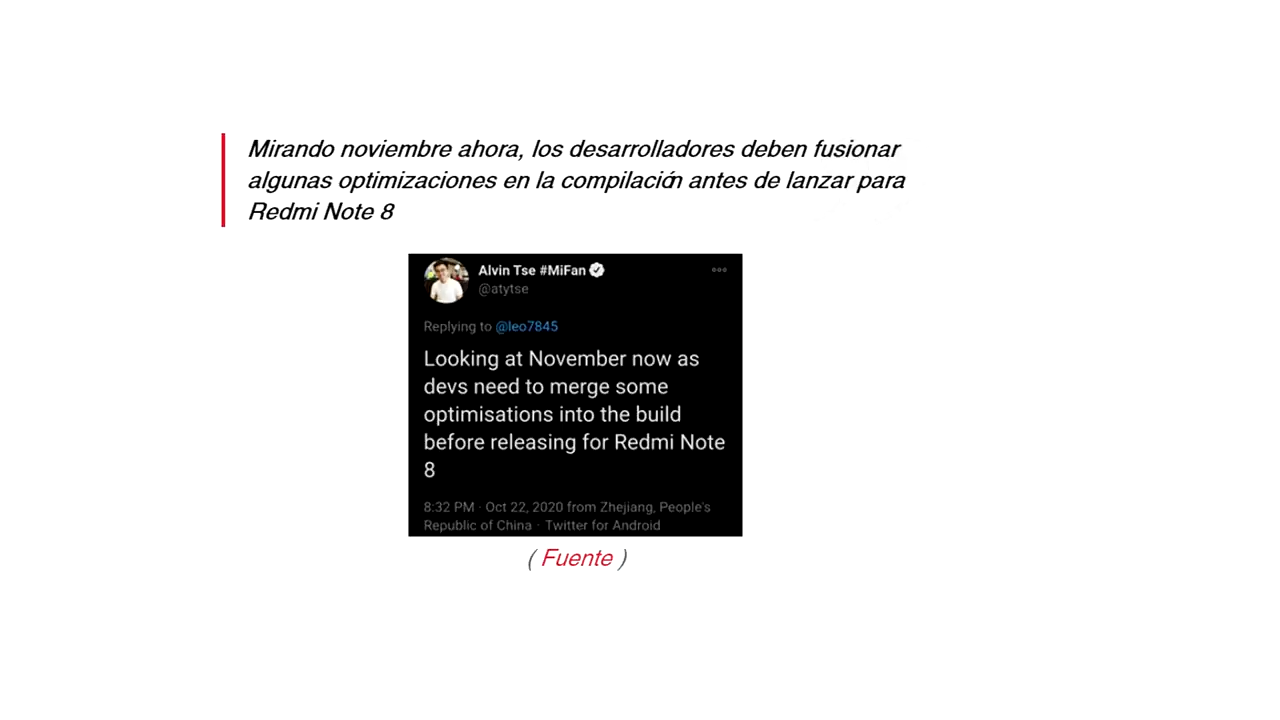 Mirando noviembre ahora, los desarrolladores deben fusionar
algunas optimizaciones en la compilación antes de lanzar para
Redmi Note 8
Alvin Tse #MiFan
@atytse
Replying to @leo7845
Looking at November now as
devs need to merge some
optimisations into the build
before releasing for Redmi Note
8
8:32 PM · Oct 22, 2020 from Zhejiang, People's
Republic of China · Twitter for Android
( Fuente )